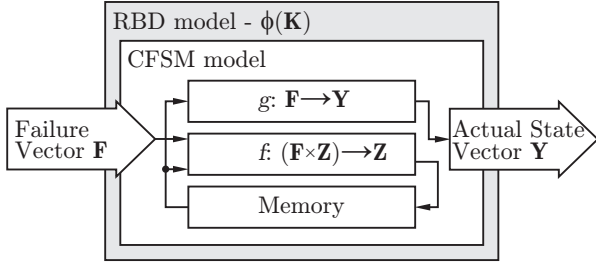 RBD model - ϕ(K)
CFSM model
g: F→Y
Failure
Vector F
f: (F×Z)→Z
Actual State
Vector Y
Memory